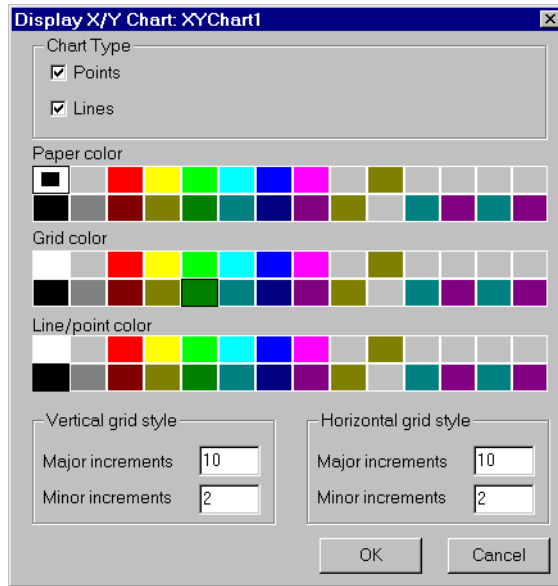 Display X/Y Chart: XYChart1
Chart Type
Points
Lines
Paper color
Grid color
Line/point color
Vertical grid style
Major increments 10
Minor increments 2
Horizontal grid style
Major increments 10
Minor increments 2
OK Cancel